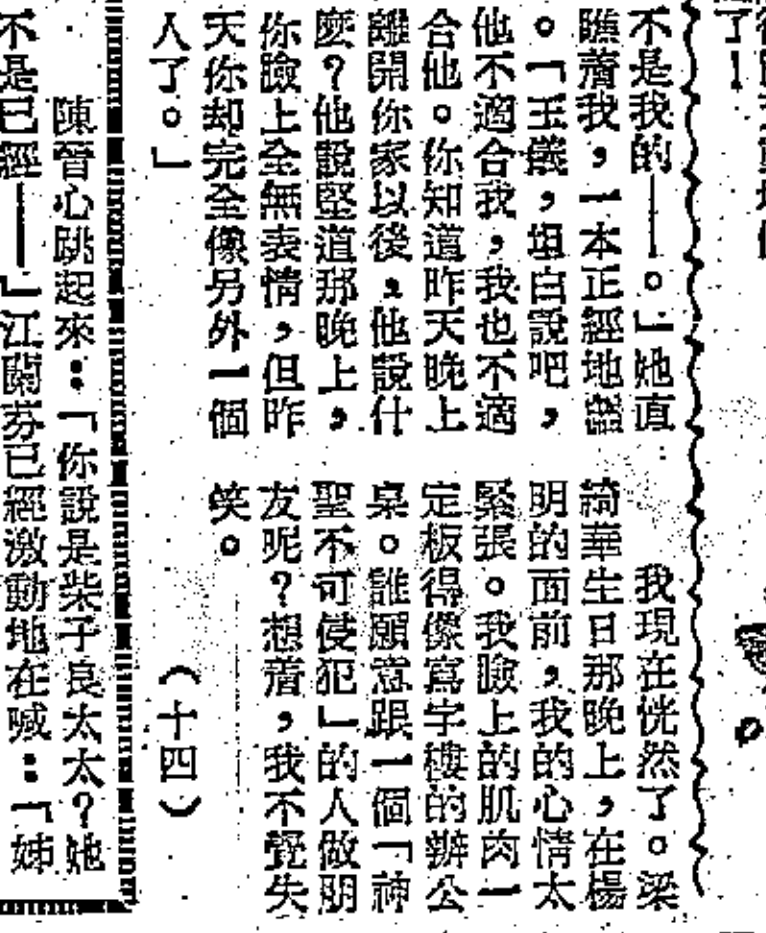 了！
不是我的——。」她直
瞧着我，一本正經地
。「王儀，坦白說吧，
他不適合我，我也不適
合他。你知道昨天晚上
離開你家以後，他說什
麼？他說堅道那晚上，
你臉上全無表情，但昨
天你却完全像另外一個
人了。」
我現在恍然了。梁
綺華生日那晚上，在楊
明的面前，我的心情太
緊張。我臉上的肌肉一
定板得像寫字樓的辦公
桌。誰願意跟一個「神
聖不可侵犯」的人做朋
友呢？想着，我不覺失
笑。
（十四）
陳晉心跳起來：「你說是柴子良太太？她
不是已經——」江蘭芬已經激動地在喊：「姊